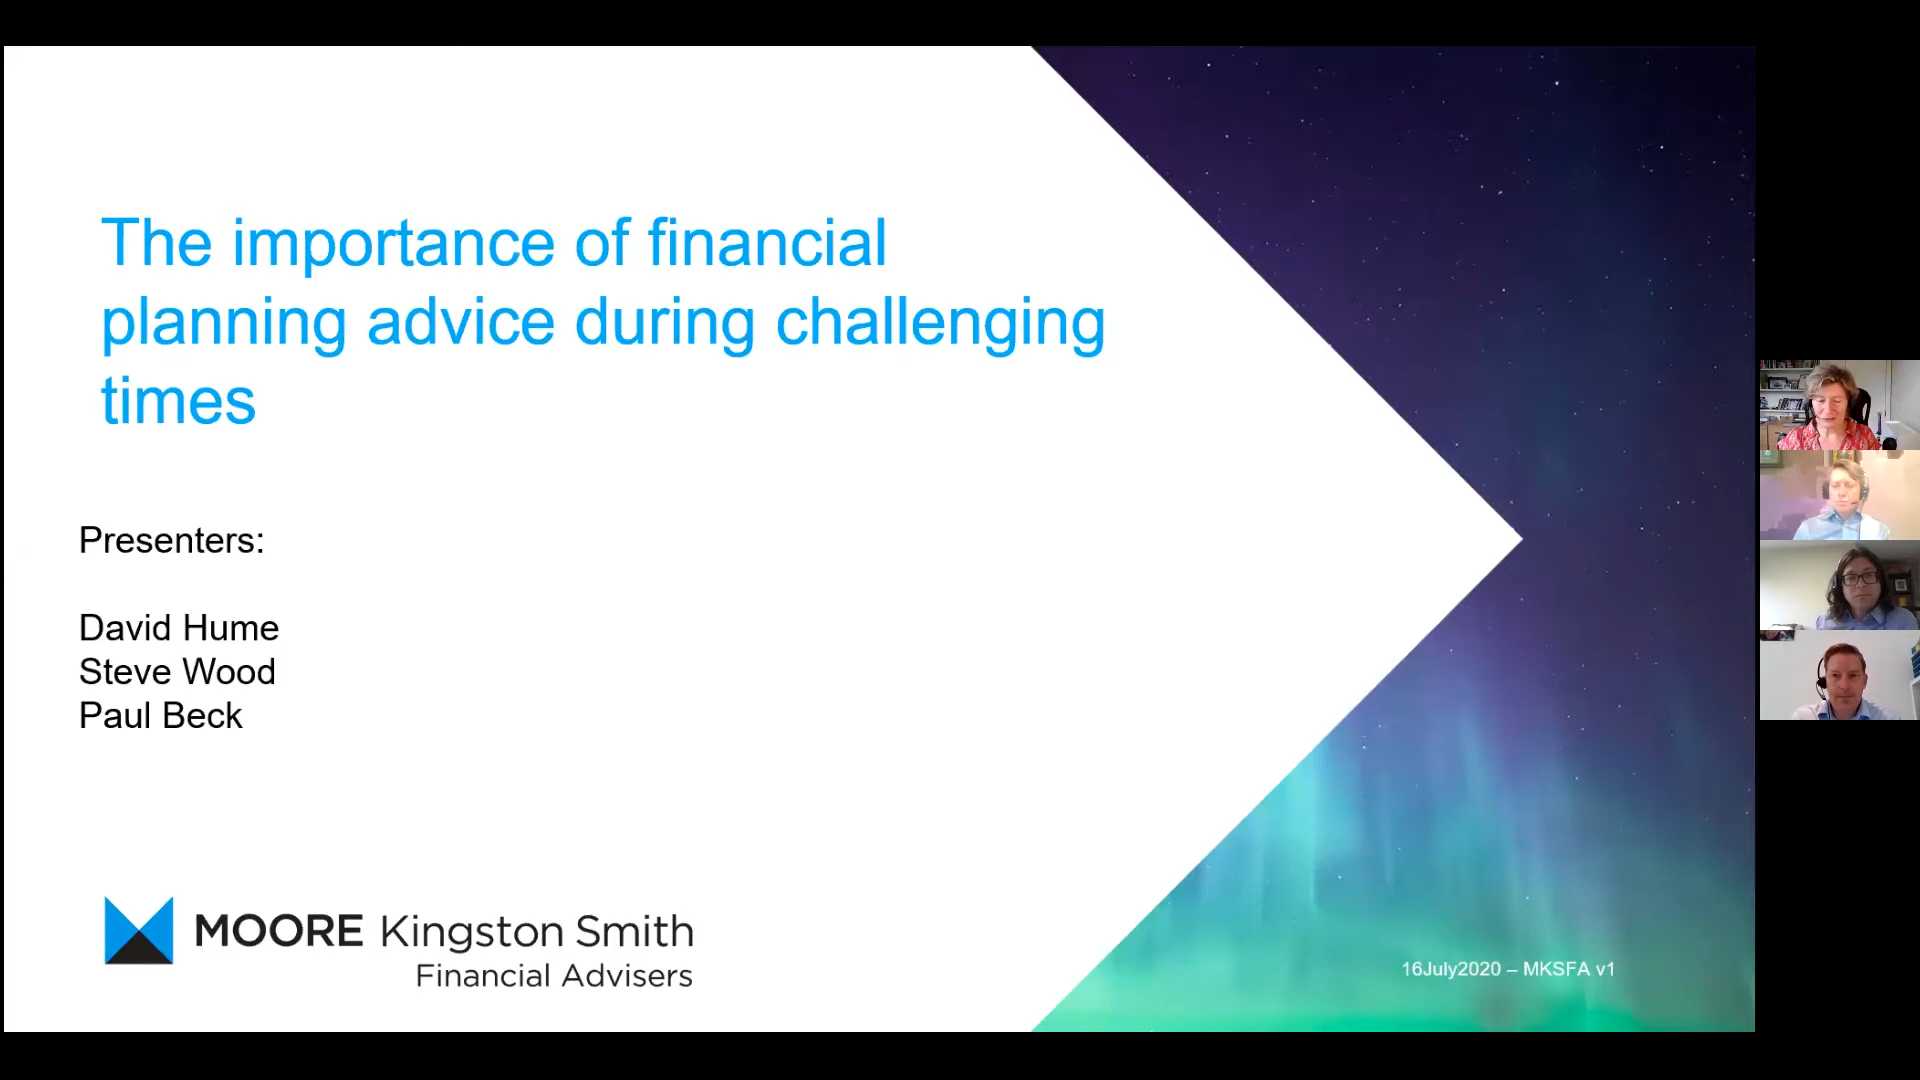 The importance of financial
planning advice during challenging
times
Presenters:
David Hume
Steve Wood
Paul Beck
MOORE Kingston Smith
Financial Advisers
16July2020 – MKSFA v1